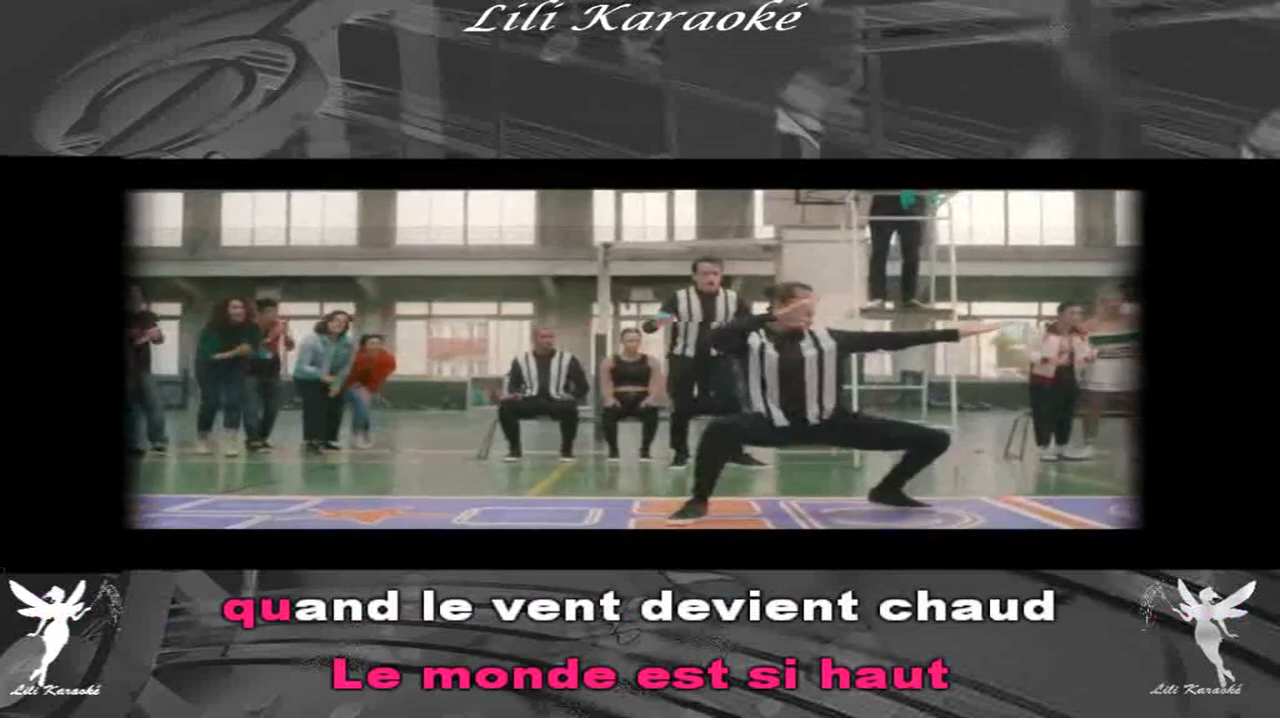 Lili Karaoké
quand le vent devient chaud
Le monde est si haut
Lili Karaoké
Lili Karaoké